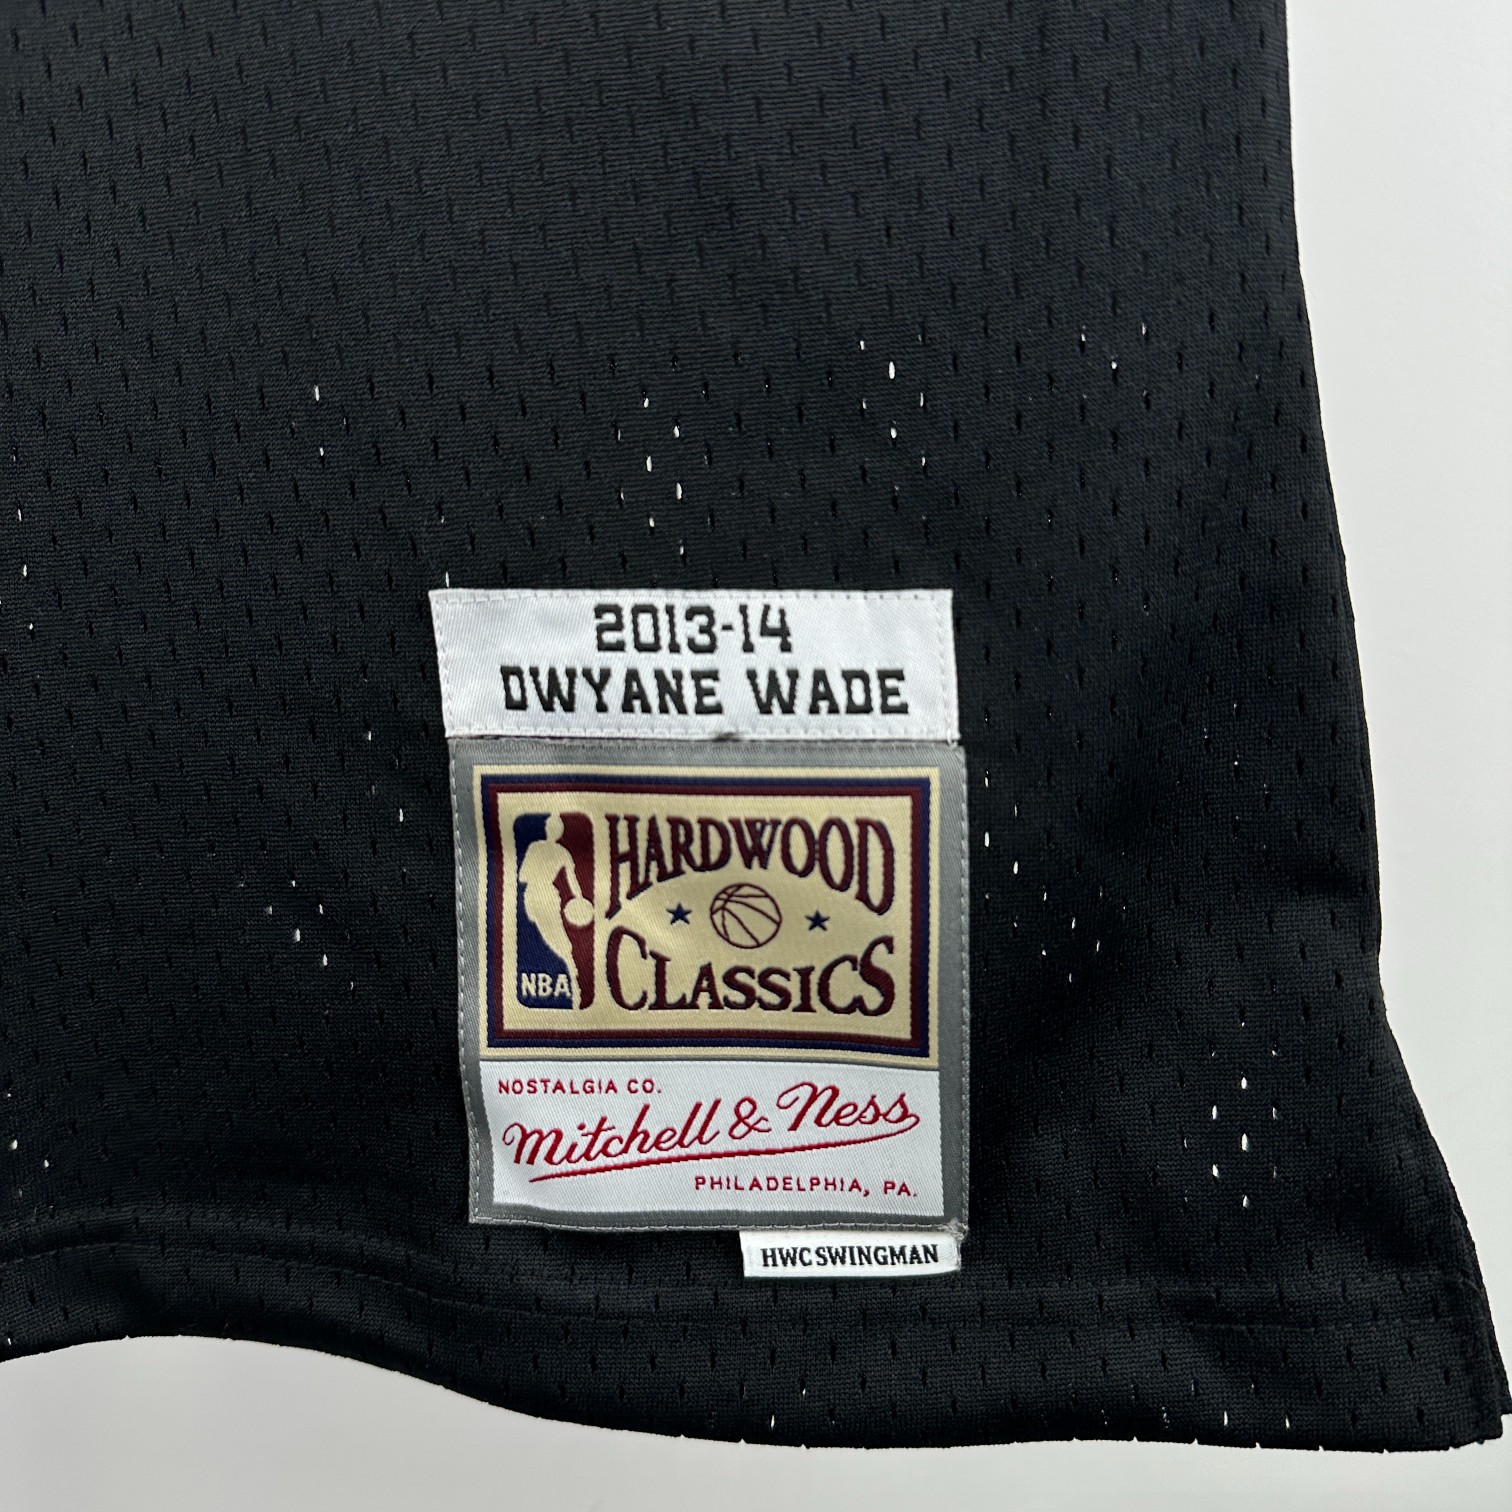 2013-14
DWYANE WADE
HARDWOOD
CLASSICS
NBA
NOSTALGIA CO.
Mitchell & Ness
PHILADELPHIA, PA.
HWC SWINGMAN